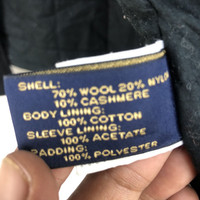 SHELL:
70% WOOL 20% NYLON
10% CASHMERE
BODY LINING:
100% COTTON
SLEEVE LINING:
100% ACETATE
PADDING:
100% POLYESTER